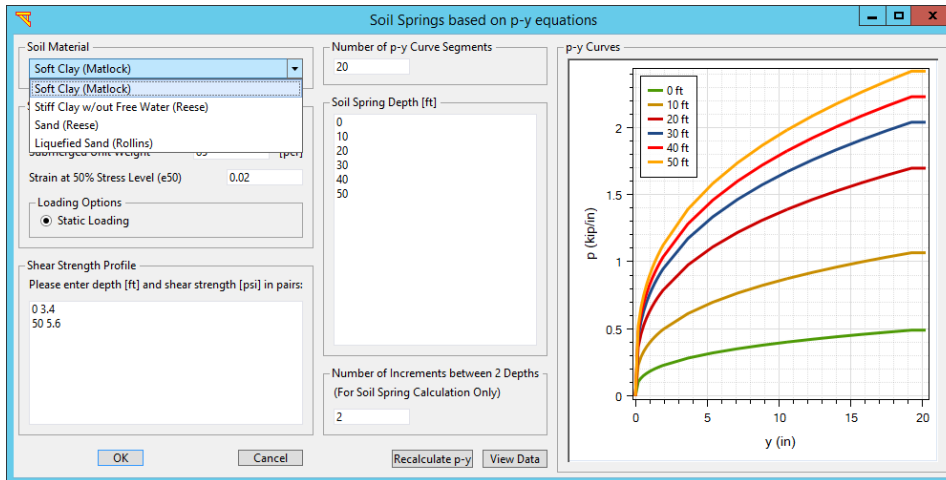 Soil Springs based on p-y equations
Soil Material
Soft Clay (Matlock)
Soft Clay (Matlock)
Stiff Clay w/out Free Water (Reese)
Sand (Reese)
Liquefied Sand (Rollins)
Submerged Unit Weight
[pcf]
Strain at 50% Stress Level (e50) 0.02
Loading Options
Static Loading
Shear Strength Profile
Please enter depth [ft] and shear strength [psi] in pairs:
0 3.4
50 5.6
OK Cancel
Number of p-y Curve Segments
20
Soil Spring Depth [ft]
0
10
20
30
40
50
Number of Increments between 2 Depths
(For Soil Spring Calculation Only)
2
Recalculate p-y View Data
p-y Curves
0 ft
10 ft
20 ft
30 ft
40 ft
50 ft
p (kip/in)
2
1.5
1
0.5
0
0 5 10 15 20
y (in)